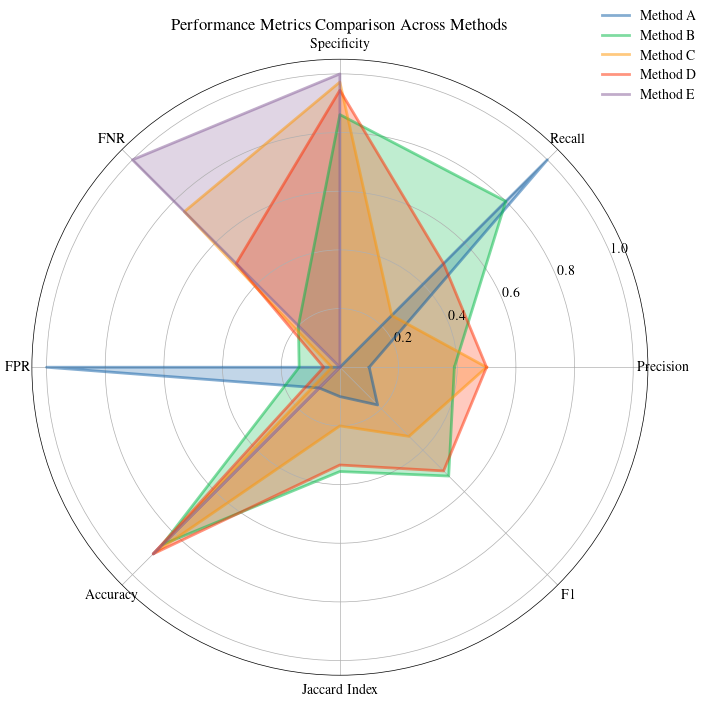 Performance Metrics Comparison Across Methods
Method A
Method B
Method C
Method D
Method E
Specificity
FNR
Recall
1.0
0.8
0.6
0.4
0.2
FPR
Precision
Accuracy
F1
Jaccard Index